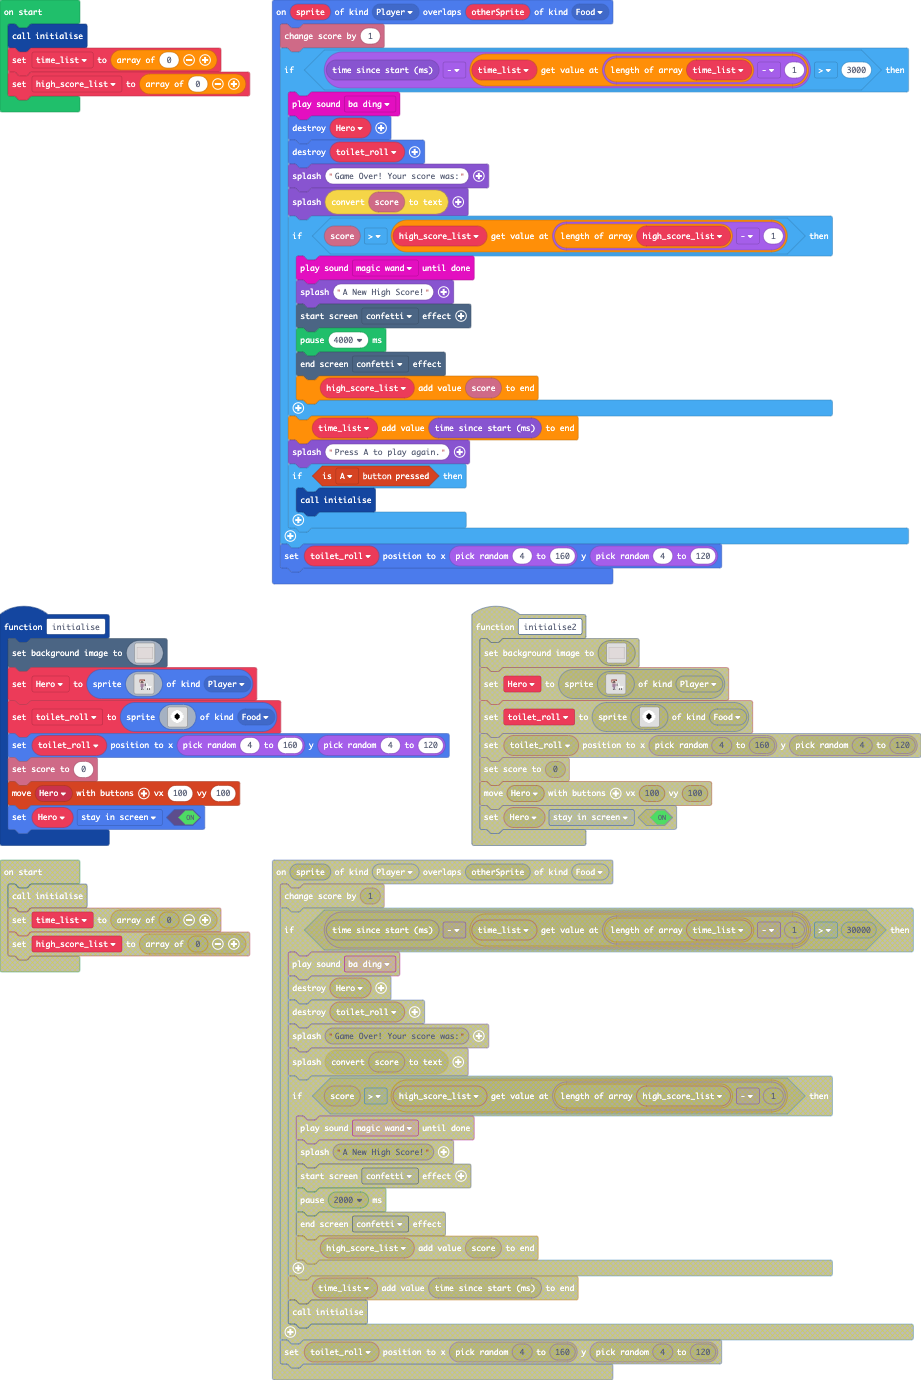 on start
call initialise
set time_list to array of 0
set high_score_list to array of 0
on sprite of kind Player overlaps otherSprite of kind Food
change score by 1
if time since start (ms) - time_list get value at length of array time_list - 1 > 3000 then
play sound ba ding
destroy Hero
destroy toilet_roll
splash "Game Over! Your score was:"
splash convert score to text
if score > high_score_list get value at length of array high_score_list - 1 then
play sound magic wand until done
splash "A New High Score!"
start screen confetti effect
pause 4000 ms
end screen confetti effect
high_score_list add value score to end
time_list add value time since start (ms) to end
splash "Press A to play again."
if is A button pressed then
call initialise
set toilet_roll position to x pick random 4 to 160 y pick random 4 to 120
function initialise
set background image to
set Hero to sprite of kind Player
set toilet_roll to sprite of kind Food
set toilet_roll position to x pick random 4 to 160 y pick random 4 to 120
set score to 0
move Hero with buttons vx 100 vy 100
set Hero stay in screen ON
function initialise2
set background image to
set Hero to sprite of kind Player
set toilet_roll to sprite of kind Food
set toilet_roll position to x pick random 4 to 160 y pick random 4 to 120
set score to 0
move Hero with buttons vx 100 vy 100
set Hero stay in screen ON
on start
call initialise
set time_list to array of 0
set high_score_list to array of 0
on sprite of kind Player overlaps otherSprite of kind Food
change score by 1
if time since start (ms) - time_list get value at length of array time_list - 1 > 30000 then
play sound ba ding
destroy Hero
destroy toilet_roll
splash "Game Over! Your score was:"
splash convert score to text
if score > high_score_list get value at length of array high_score_list - 1 then
play sound magic wand until done
splash "A New High Score!"
start screen confetti effect
pause 2000 ms
end screen confetti effect
high_score_list add value score to end
time_list add value time since start (ms) to end
call initialise
set toilet_roll position to x pick random 4 to 160 y pick random 4 to 120